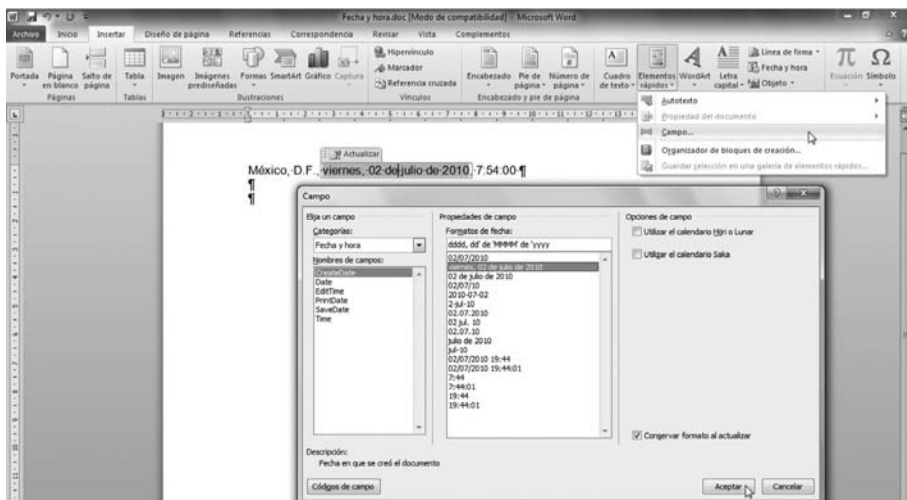 Fecha y hora.doc [Modo de compatibilidad] - Microsoft Word
Archivo Inicio Insertar Diseño de página Referencias Correspondencia Revisar Vista Complementos
Portada Página en blanco Salto de página
Páginas
Tabla
Tablas
Imagen Imágenes prediseñadas Formas SmartArt Gráfico Captura
Ilustraciones
Hipervínculo
Marcador
Referencia cruzada
Vínculos
Encabezado Pie de página Número de página
Encabezado y pie de página
Cuadro de texto Elementos rápidos WordArt Letra capital
Línea de firma
Fecha y hora
Objeto
Ecuación Símbolo
Autotexto
Propiedad del documento
Campo...
Organizador de bloques de creación...
Guardar selección en una galería de elementos rápidos...
Actualizar
México, D.F., viernes, 02 de julio de 2010, 7:54:00 ¶
¶
¶
Campo
Elija un campo
Categorías:
Fecha y hora
Nombres de campos:
CreateDate
Date
EditTime
PrintDate
SaveDate
Time
Propiedades de campo
Formatos de fecha:
dddd, dd' de 'MMMM' de 'yyyy
02/07/2010
viernes, 02 de julio de 2010
02 de julio de 2010
02/07/10
2010-07-02
2-jul-10
02.07.2010
02 jul. 10
02.07.10
julio de 2010
jul-10
02/07/2010 19:44
02/07/2010 19:44:01
7:44
7:44:01
19:44
19:44:01
Opciones de campo
Utilizar el calendario Hijri o Lunar
Utilizar el calendario Saka
Conservar formato al actualizar
Descripción:
Fecha en que se creó el documento
Códigos de campo
Aceptar
Cancelar